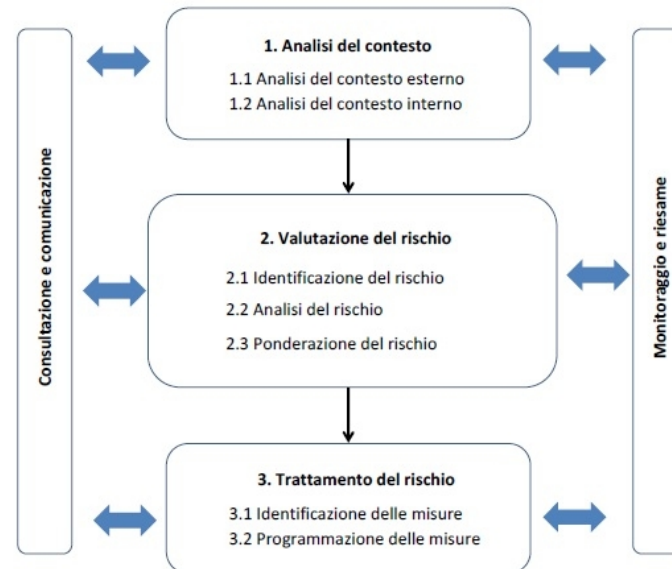 Consultazione e comunicazione
1. Analisi del contesto
1.1 Analisi del contesto esterno
1.2 Analisi del contesto interno
2. Valutazione del rischio
2.1 Identificazione del rischio
2.2 Analisi del rischio
2.3 Ponderazione del rischio
3. Trattamento del rischio
3.1 Identificazione delle misure
3.2 Programmazione delle misure
Monitoraggio e riesame